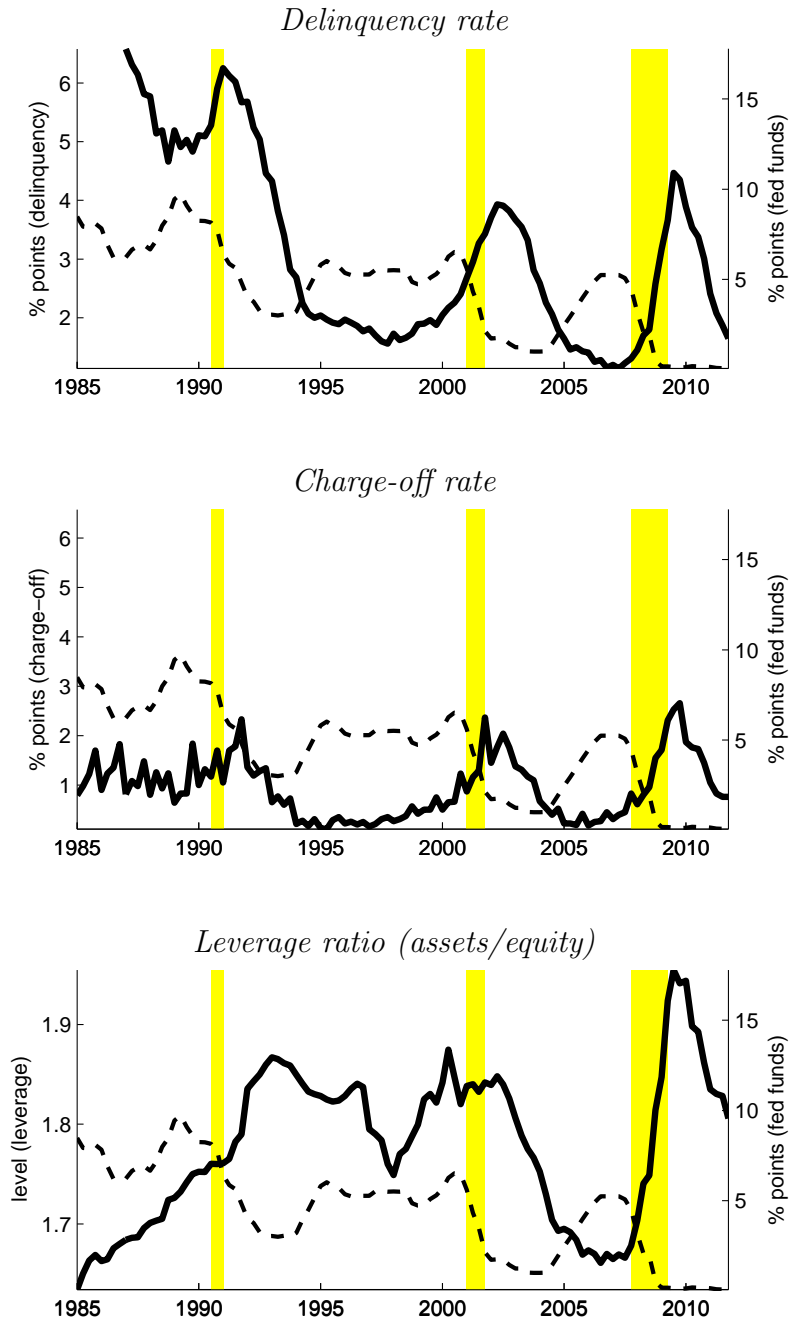 Delinquency rate
% points (delinquency)
6
5
4
3
2
15
10
5
% points (fed funds)
1985 1990 1995 2000 2005 2010
Charge-off rate
% points (charge−off)
6
5
4
3
2
1
15
10
5
% points (fed funds)
1985 1990 1995 2000 2005 2010
Leverage ratio (assets/equity)
level (leverage)
1.9
1.8
1.7
15
10
5
% points (fed funds)
1985 1990 1995 2000 2005 2010